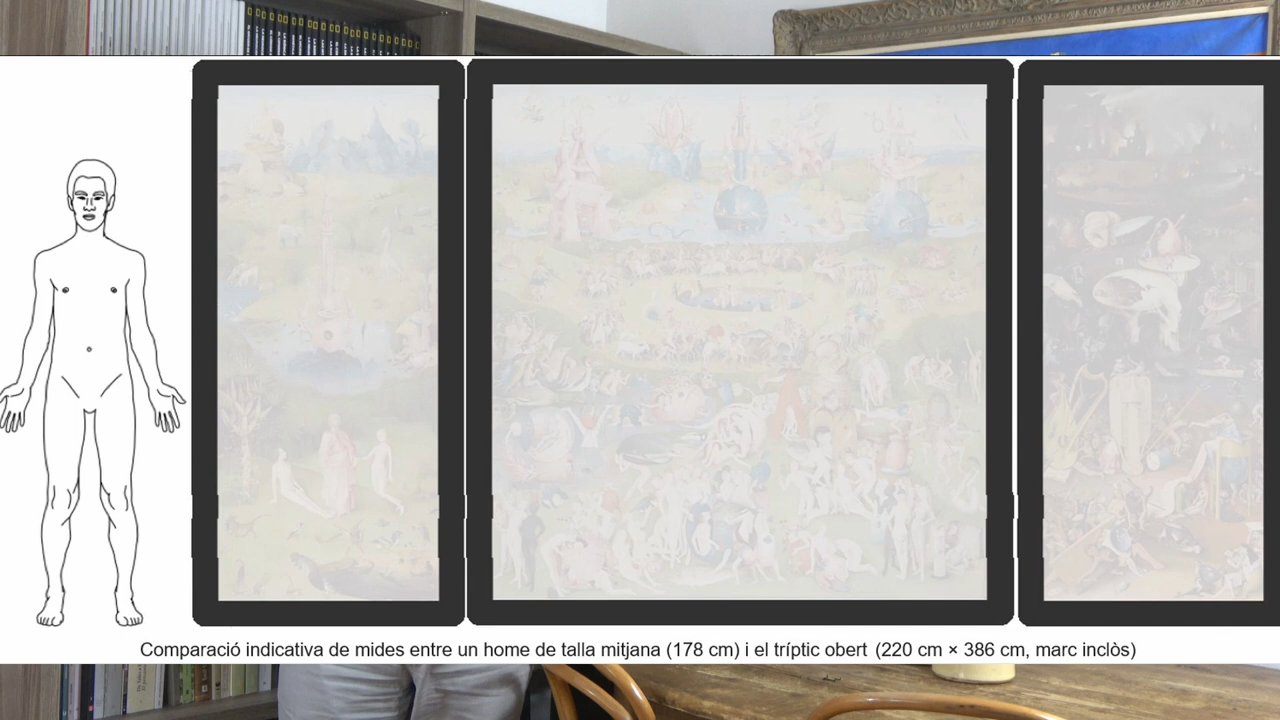 Comparació indicativa de mides entre un home de talla mitjana (178 cm) i el tríptic obert (220 cm × 386 cm, marc inclòs)